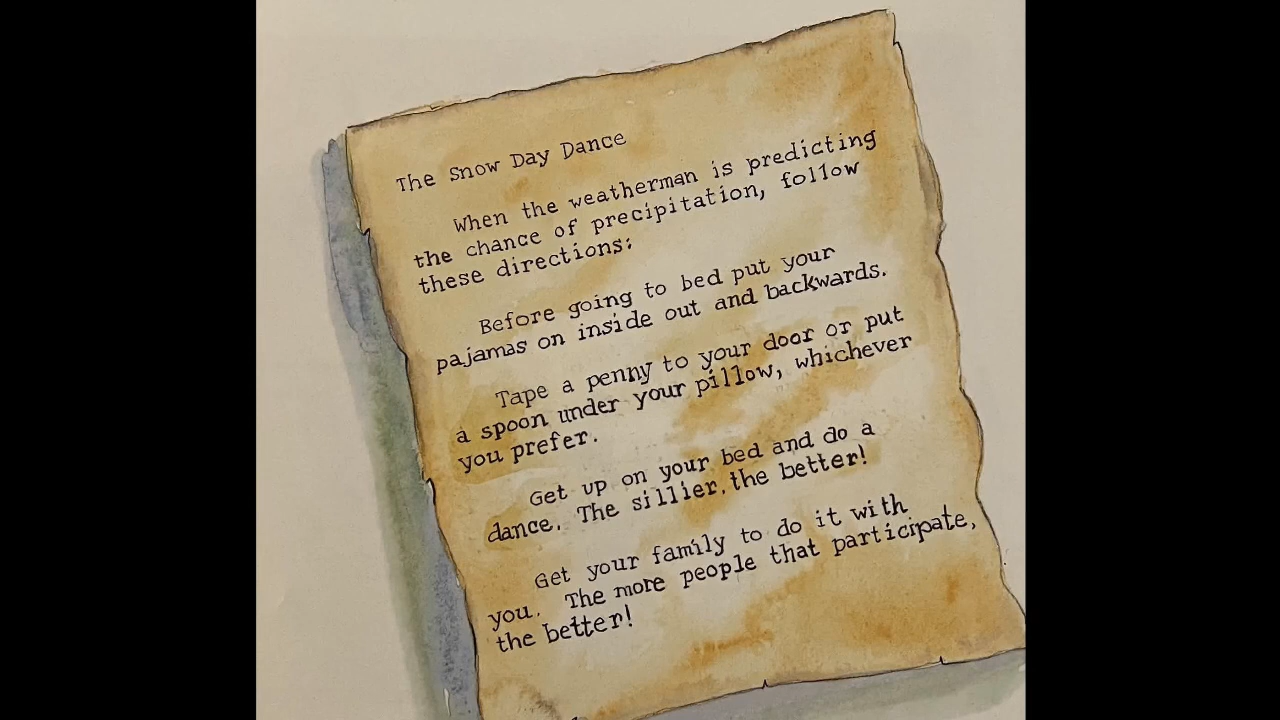 The Snow Day Dance
When the weatherman is predicting
the chance of precipitation, follow
these directions:
Before going to bed put your
pajamas on inside out and backwards.
Tape a penny to your door or put
a spoon under your pillow, whichever
you prefer.
Get up on your bed and do a
dance. The sillier, the better!
Get your family to do it with
you. The more people that participate,
the better!